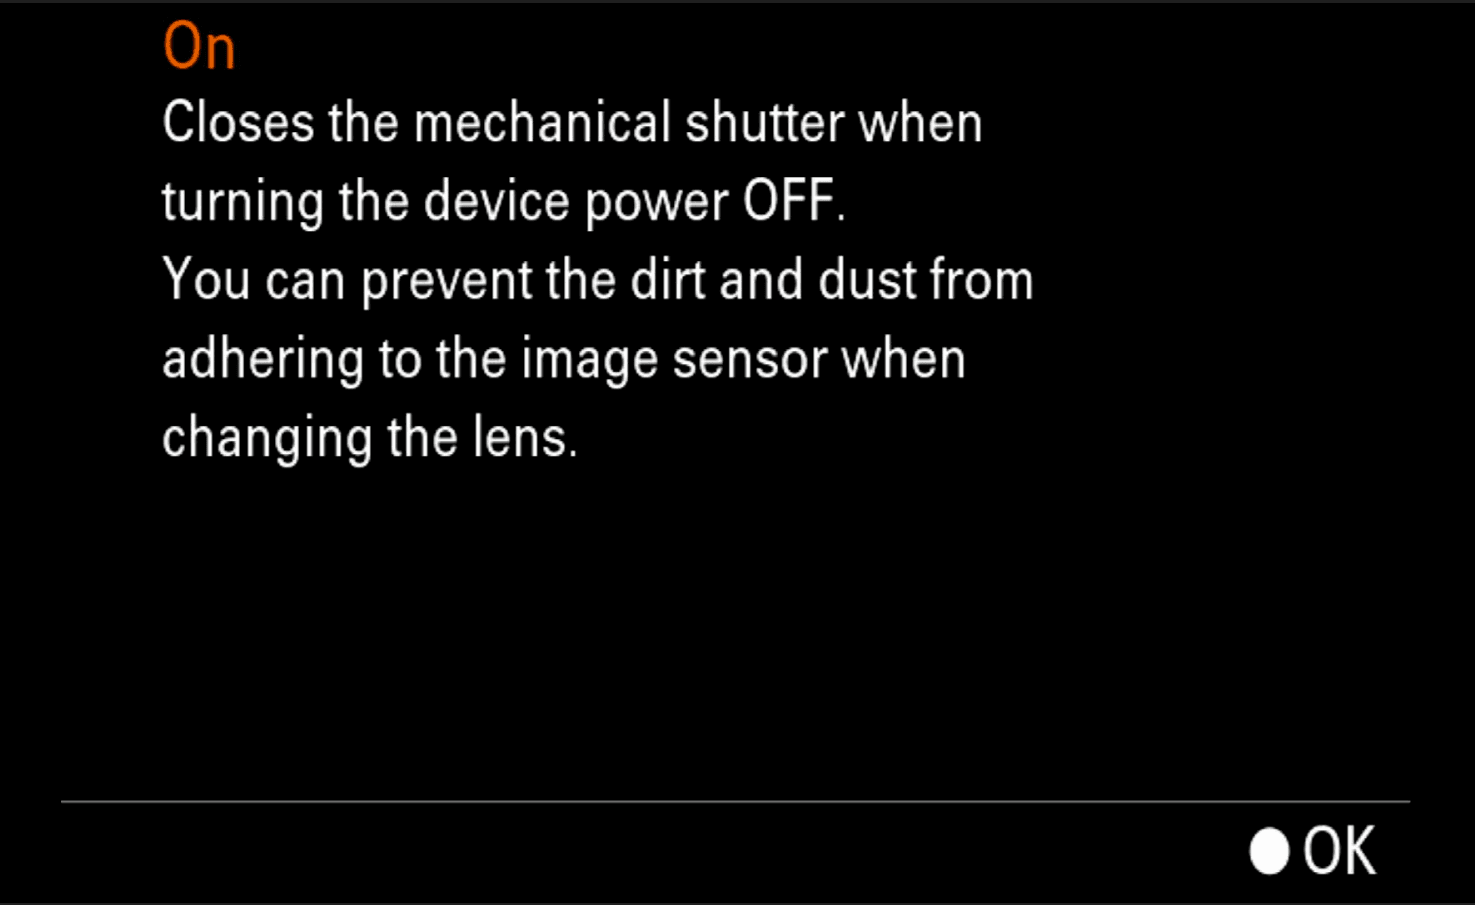 On
Closes the mechanical shutter when
turning the device power OFF.
You can prevent the dirt and dust from
adhering to the image sensor when
changing the lens.
OK